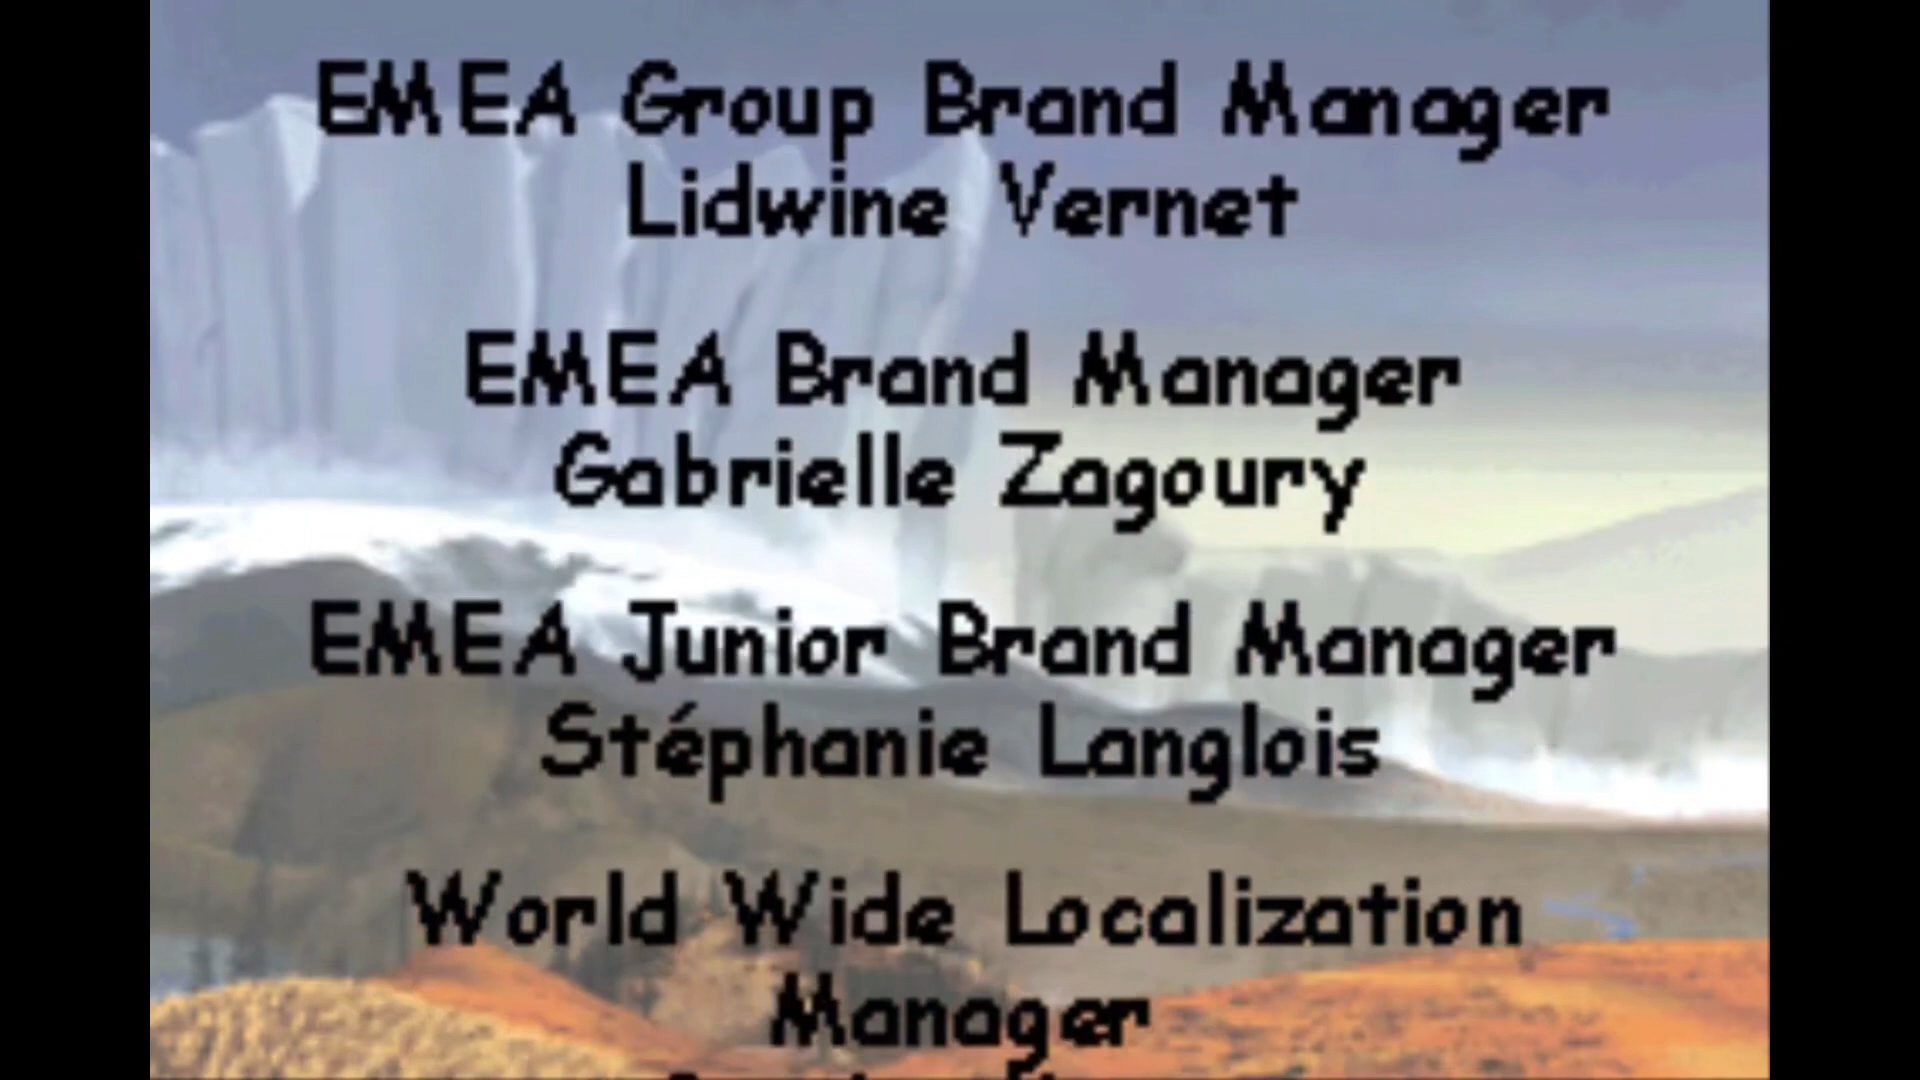 EMEA Group Brand Manager
Lidwine Vernet
EMEA Brand Manager
Gabrielle Zagoury
EMEA Junior Brand Manager
Stéphanie Langlois
World Wide Localization
Manager